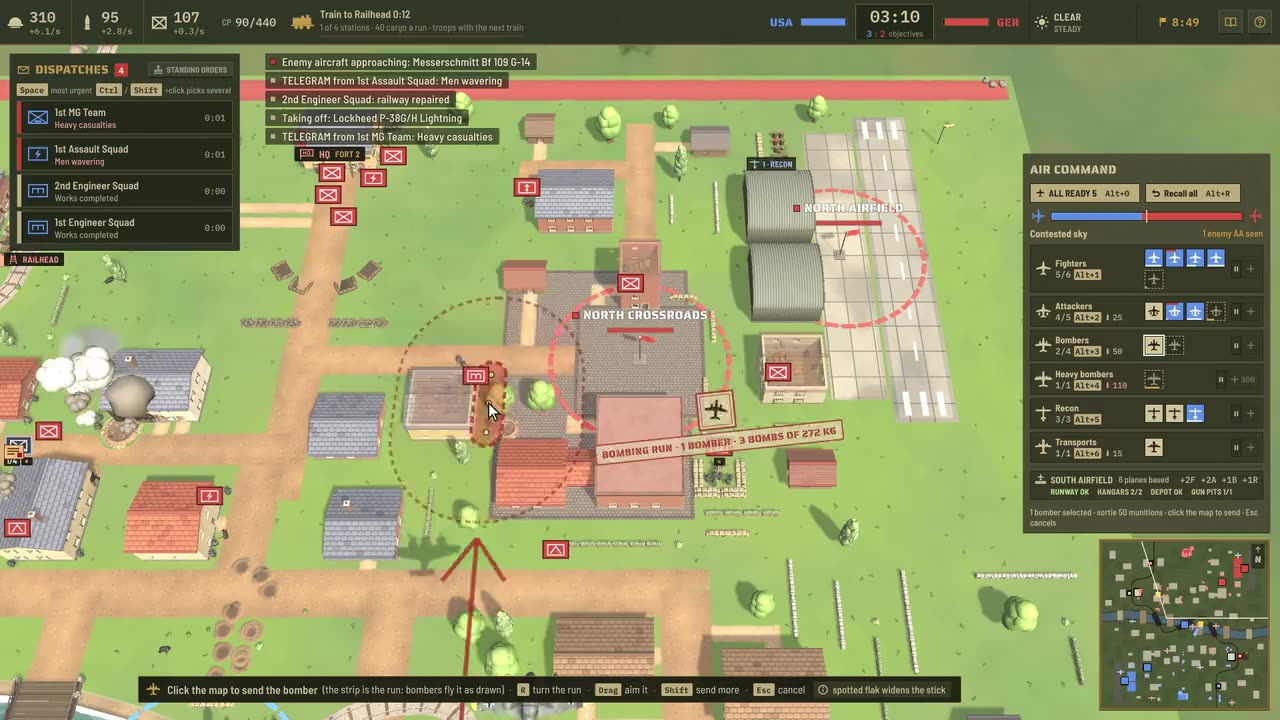 310
+6.1/s
95
+2.8/s
107
+0.3/s
CP 90/440
Train to Railhead 0:12
1 of 4 stations · 40 cargo a run · troops with the next train
USA
03:10
3 : 2 objectives
GER
CLEAR
STEADY
8:49
DISPATCHES 4
STANDING ORDERS
Space most urgent Ctrl / Shift +click picks several
1st MG Team
Heavy casualties
0:01
1st Assault Squad
Men wavering
0:01
2nd Engineer Squad
Works completed
0:00
1st Engineer Squad
Works completed
0:00
RAILHEAD
Enemy aircraft approaching: Messerschmitt Bf 109 G-14
TELEGRAM from 1st Assault Squad: Men wavering
2nd Engineer Squad: railway repaired
Taking off: Lockheed P-38G/H Lightning
TELEGRAM from 1st MG Team: Heavy casualties
HQ FORT 2
1-RECON
NORTH AIRFIELD
NORTH CROSSROADS
BOMBING RUN · 1 BOMBER · 3 BOMBS OF 272 KG
AIR COMMAND
ALL READY 5 Alt+0
Recall all Alt+R
Contested sky
1 enemy AA seen
Fighters
5/6 Alt+1
Attackers
4/5 Alt+2 25
Bombers
2/4 Alt+3 50
Heavy bombers
1/1 Alt+4 110
+300
Recon
3/3 Alt+5
Transports
1/1 Alt+6 15
SOUTH AIRFIELD 6 planes based +2F +2A +1B +1R
RUNWAY OK HANGARS 2/2 DEPOT OK GUN PITS 1/1
1 bomber selected · sortie 50 munitions · click the map to send · Esc
cancels
N
Click the map to send the bomber (the strip is the run: bombers fly it as drawn) · R turn the run · Drag aim it · Shift send more · Esc cancel spotted flak widens the stick